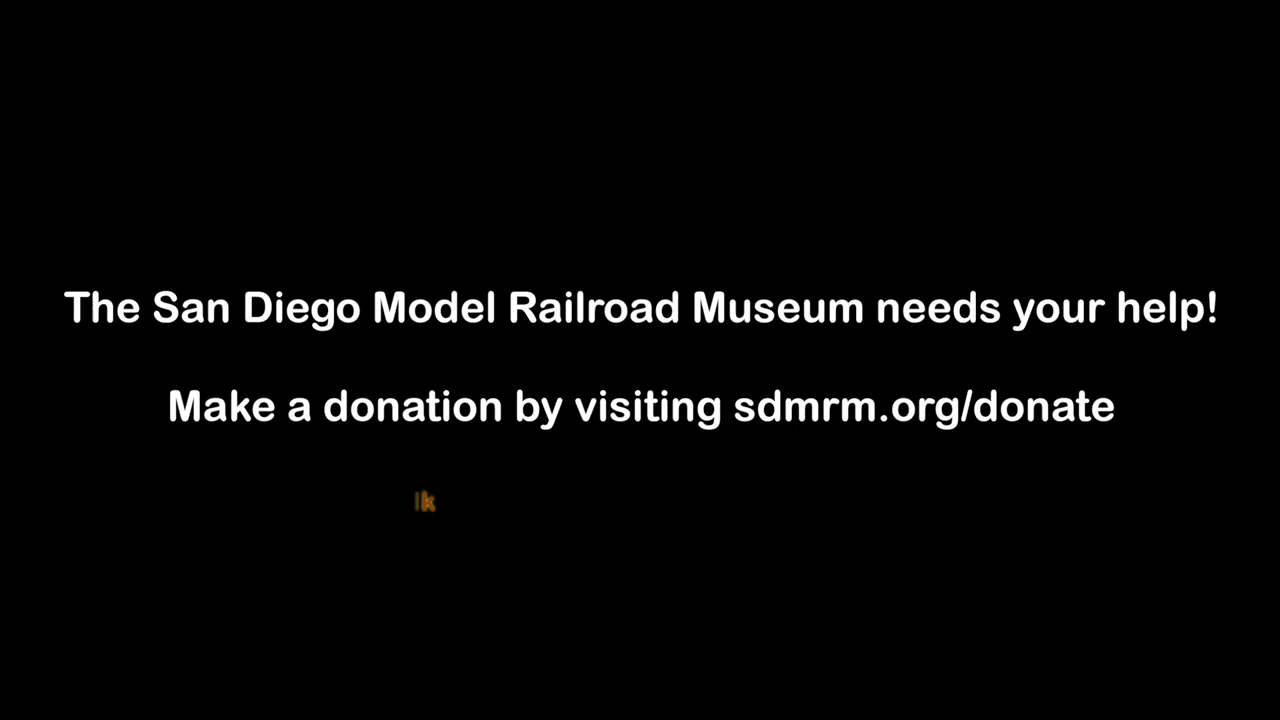 The San Diego Model Railroad Museum needs your help!
Make a donation by visiting sdmrm.org/donate